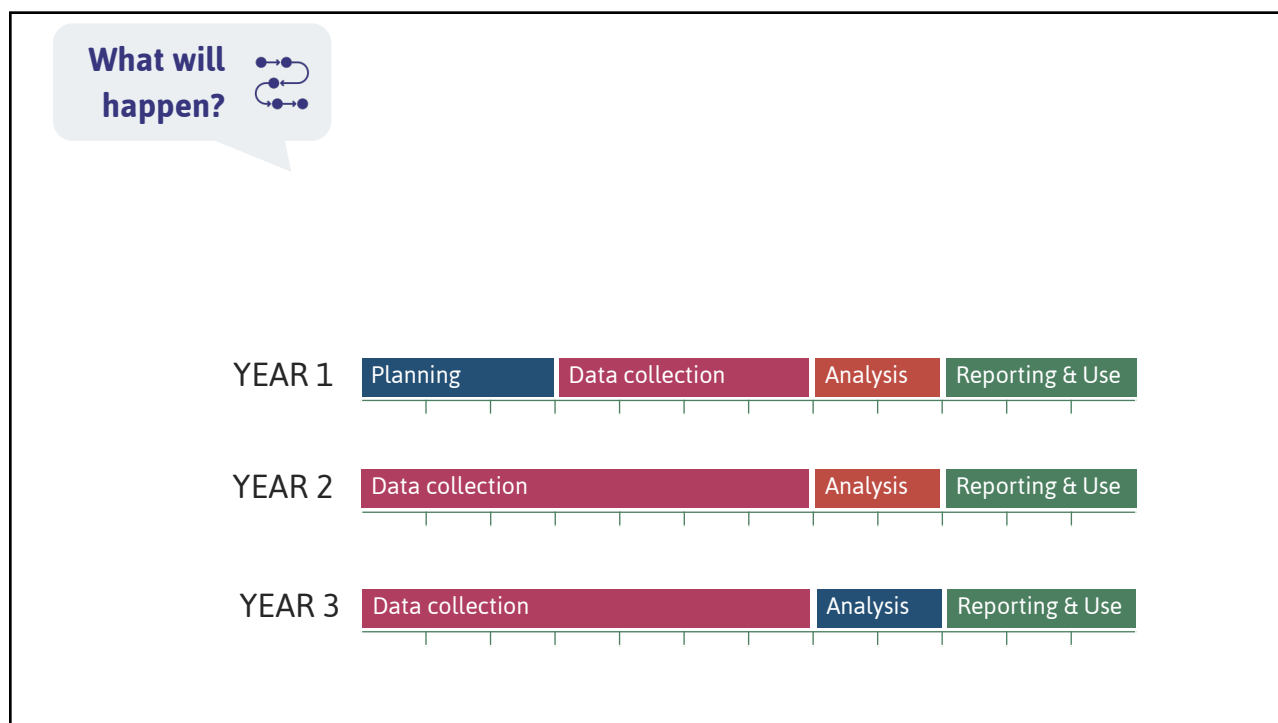 What will
happen?
YEAR 1 Planning Data collection Analysis Reporting & Use
YEAR 2 Data collection Analysis Reporting & Use
YEAR 3 Data collection Analysis Reporting & Use